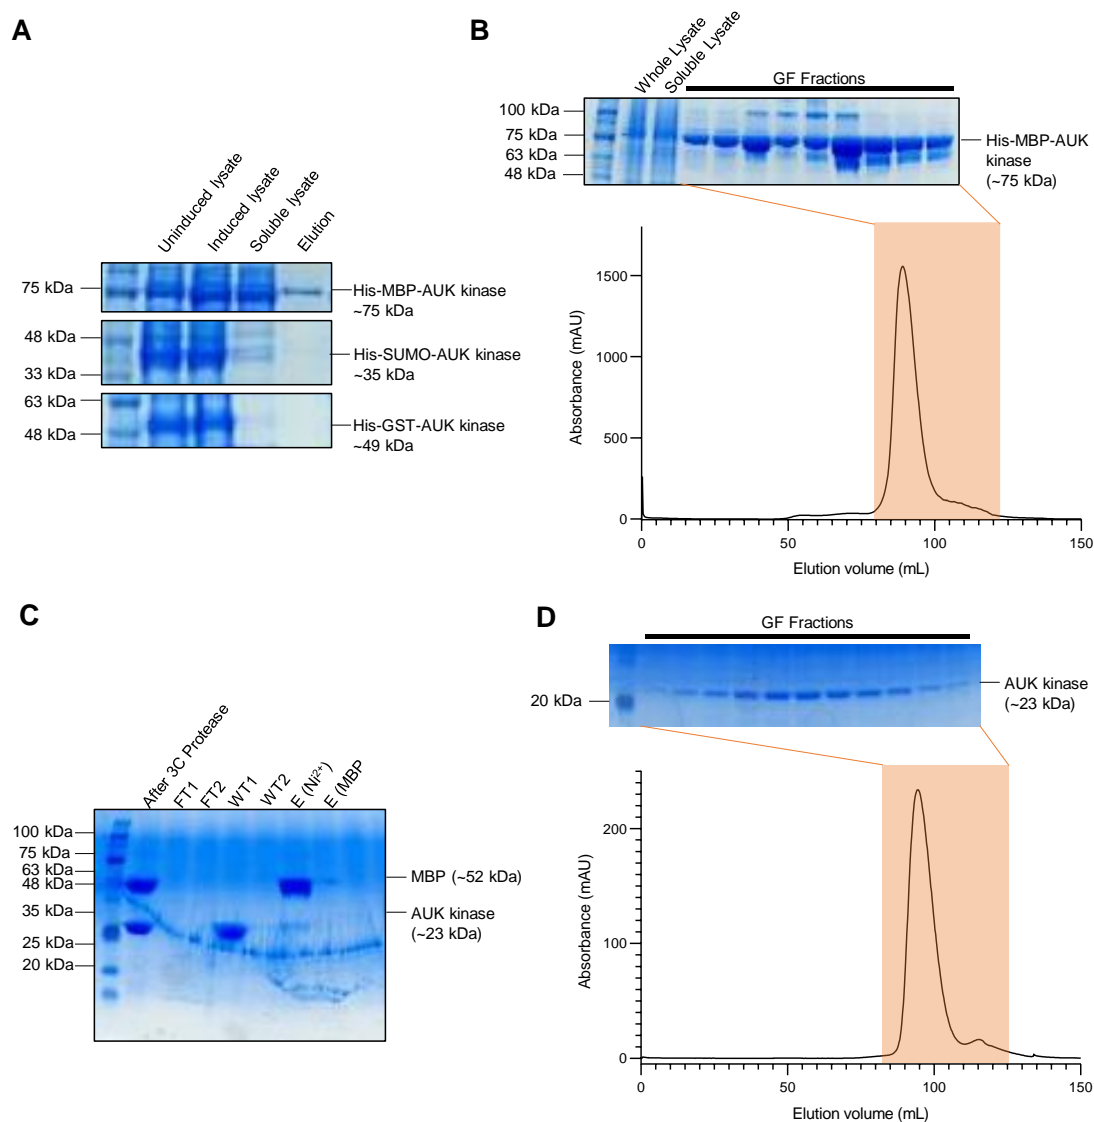 A
Uninduced lysate
Induced lysate
Soluble lysate
Elution
75 kDa
His-MBP-AUK kinase
~75 kDa
48 kDa
33 kDa
His-SUMO-AUK kinase
~35 kDa
63 kDa
48 kDa
His-GST-AUK kinase
~49 kDa
B
Whole Lysate
Soluble Lysate
GF Fractions
100 kDa
75 kDa
63 kDa
48 kDa
His-MBP-AUK
kinase
(~75 kDa)
Absorbance (mAU)
1500
1000
500
0
0 50 100 150
Elution volume (mL)
C
After 3C Protease
FT1
FT2
WT1
WT2
E (Ni²⁺)
E (MBP
100 kDa
75 kDa
63 kDa
48 kDa
35 kDa
25 kDa
20 kDa
MBP (~52 kDa)
AUK kinase
(~23 kDa)
D
GF Fractions
20 kDa
AUK kinase
(~23 kDa)
Absorbance (mAU)
200
100
0
0 50 100 150
Elution volume (mL)